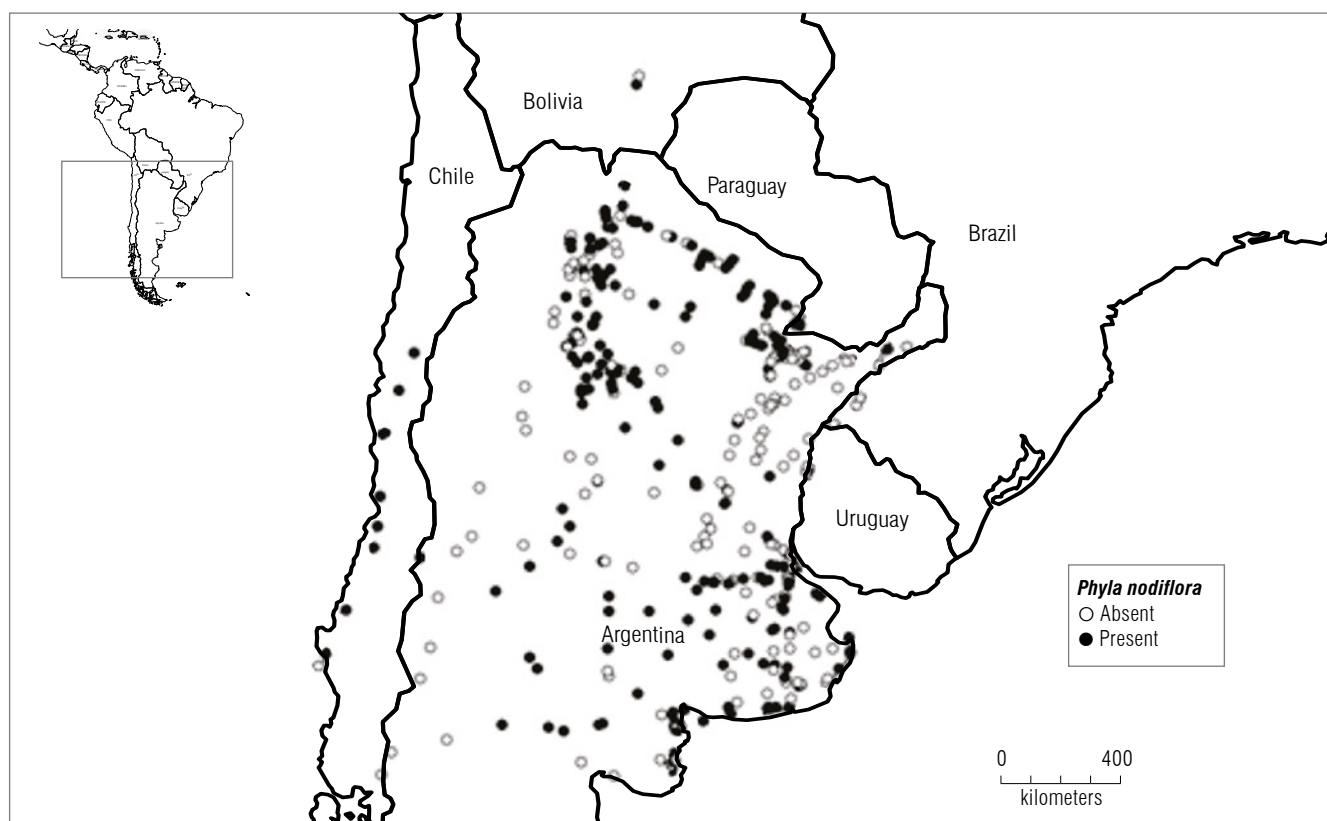 Bolivia
Chile
Paraguay
Brazil
Uruguay
Phyla nodiflora
Absent
Present
Argentina
0 400
kilometers